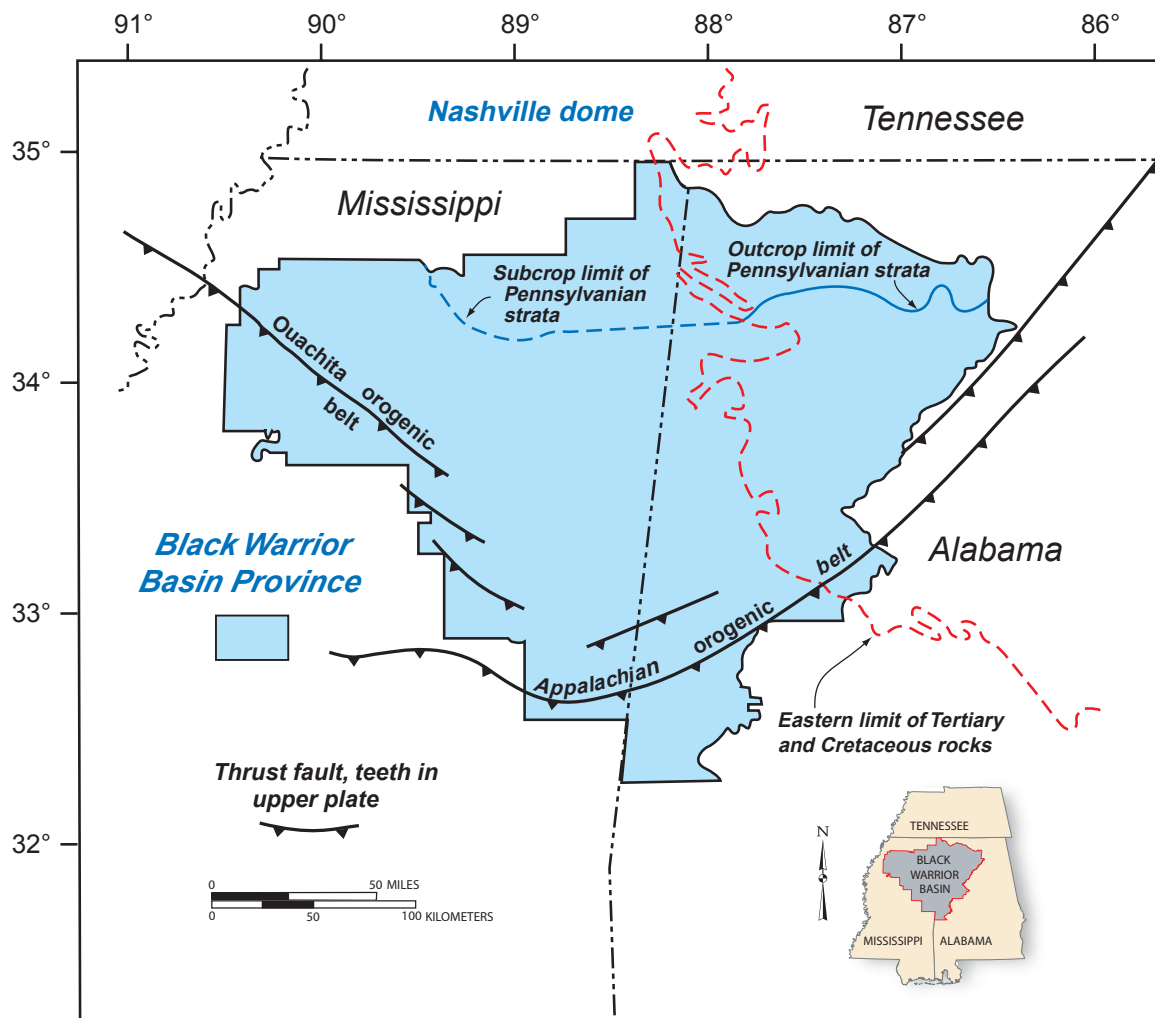 91°
90°
89°
88°
87°
86°
35°
34°
33°
32°
Nashville dome
Tennessee
Mississippi
Outcrop limit of
Pennsylvanian strata
Subcrop limit of
Pennsylvanian
strata
Ouachita orogenic
belt
Black Warrior
Basin Province
Alabama
Appalachian orogenic belt
Eastern limit of Tertiary
and Cretaceous rocks
Thrust fault, teeth in
upper plate
0 50 MILES
0 50 100 KILOMETERS
N
TENNESSEE
BLACK
WARRIOR
BASIN
MISSISSIPPI
ALABAMA